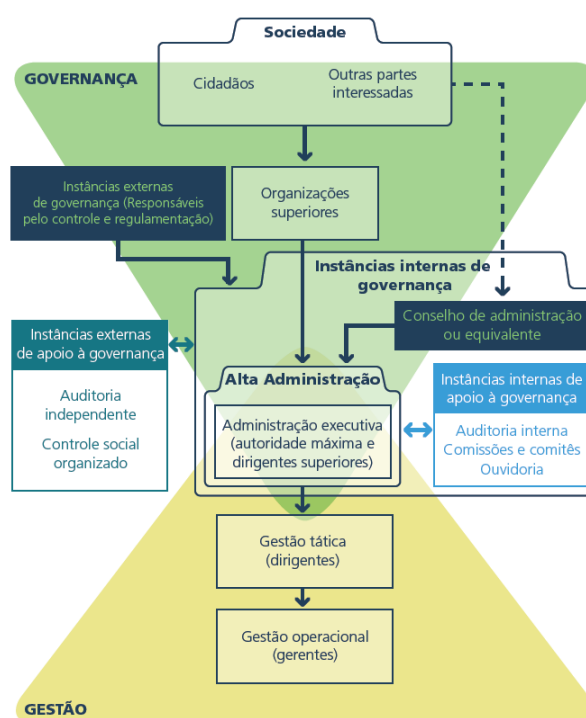 Sociedade
GOVERNANÇA
Cidadãos
Outras partes
interessadas
Instâncias externas
de governança (Responsáveis
pelo controle e regulamentação)
Organizações
superiores
Instâncias internas de
governança
Conselho de administração
ou equivalente
Instâncias externas
de apoio à governança
Auditoria
independente
Controle social
organizado
Alta Administração
Administração executiva
(autoridade máxima e
dirigentes superiores)
Instâncias internas de
apoio à governança
Auditoria interna
Comissões e comitês
Ouvidoria
Gestão tática
(dirigentes)
Gestão operacional
(gerentes)
GESTÃO